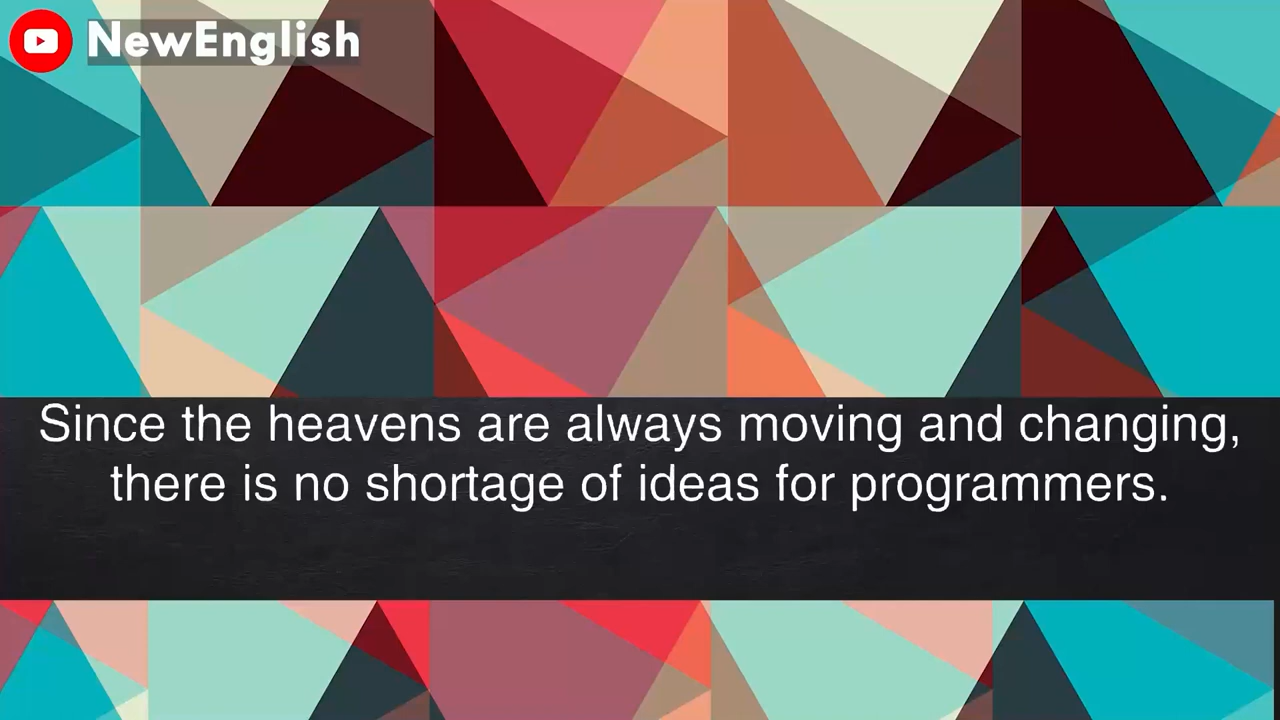 NewEnglish
Since the heavens are always moving and changing,
there is no shortage of ideas for programmers.